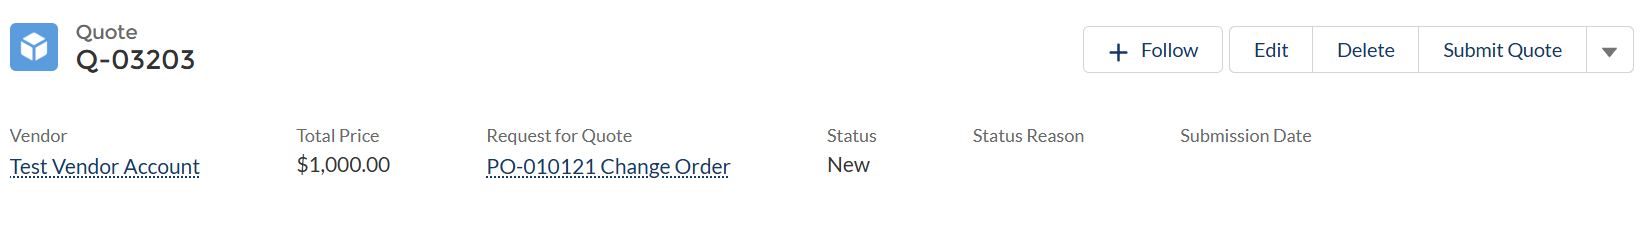 Quote
Q-03203
Follow Edit Delete Submit Quote
Vendor Total Price Request for Quote Status Status Reason Submission Date
Test Vendor Account $1,000.00 PO-010121 Change Order New